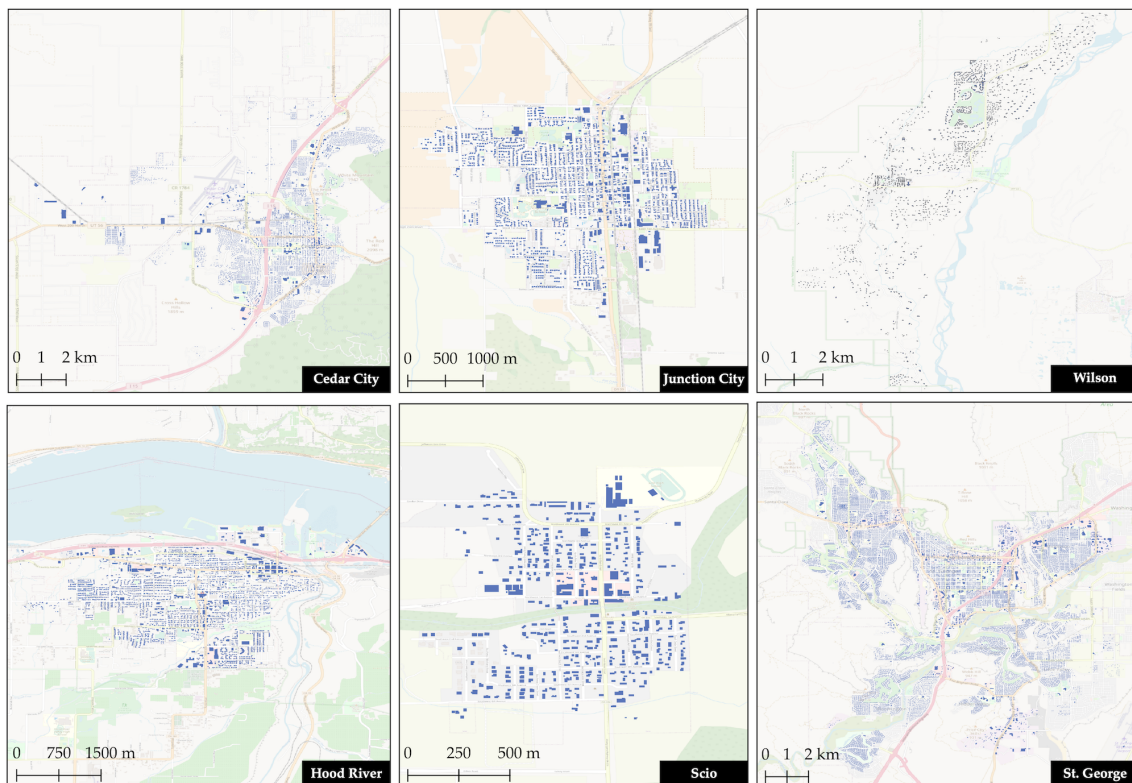 0 1 2 km
Cedar City
0 500 1000 m
Junction City
0 1 2 km
Wilson
0 750 1500 m
Hood River
0 250 500 m
Scio
0 1 2 km
St. George